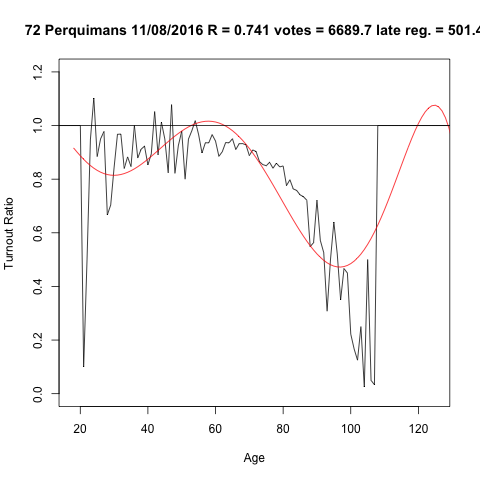 72 Perquimans 11/08/2016 R = 0.741 votes = 6689.7 late reg. = 501.4
Turnout Ratio
1.2
1.0
0.8
0.6
0.4
0.2
0.0
20 40 60 80 100 120
Age